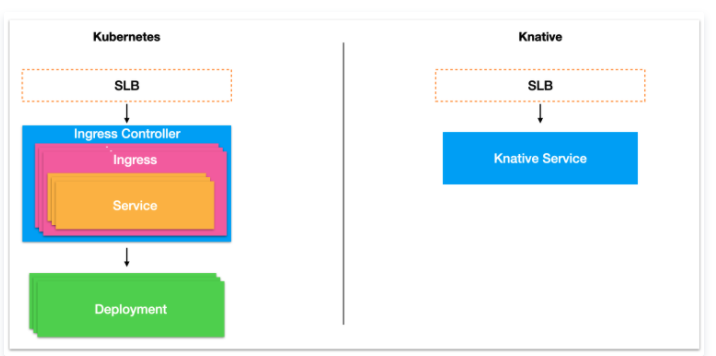 Kubernetes
SLB
Ingress Controller
Ingress
Service
Deployment
Knative
SLB
Knative Service